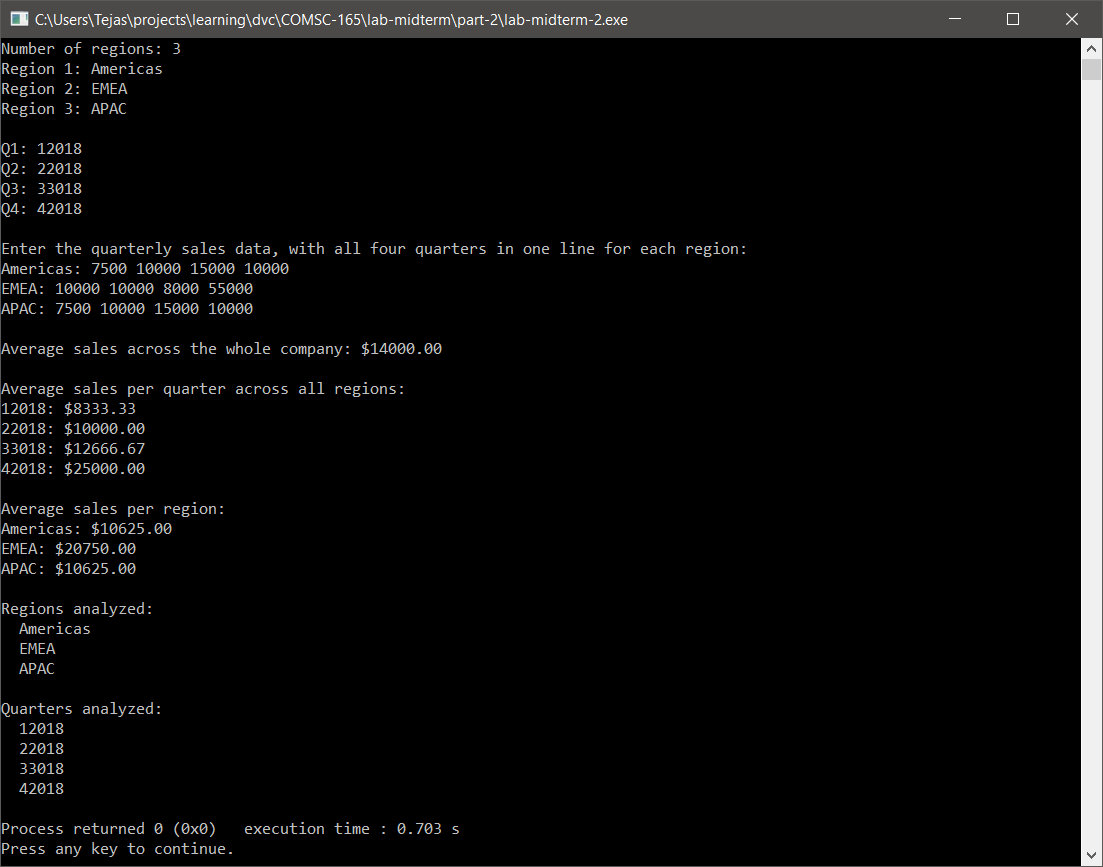 C:\Users\Tejas\projects\learning\dvc\COMSC-165\lab-midterm\part-2\lab-midterm-2.exe
Number of regions: 3
Region 1: Americas
Region 2: EMEA
Region 3: APAC
Q1: 12018
Q2: 22018
Q3: 33018
Q4: 42018
Enter the quarterly sales data, with all four quarters in one line for each region:
Americas: 7500 10000 15000 10000
EMEA: 10000 10000 8000 55000
APAC: 7500 10000 15000 10000
Average sales across the whole company: $14000.00
Average sales per quarter across all regions:
12018: $8333.33
22018: $10000.00
33018: $12666.67
42018: $25000.00
Average sales per region:
Americas: $10625.00
EMEA: $20750.00
APAC: $10625.00
Regions analyzed:
  Americas
  EMEA
  APAC
Quarters analyzed:
  12018
  22018
  33018
  42018
Process returned 0 (0x0)   execution time : 0.703 s
Press any key to continue.